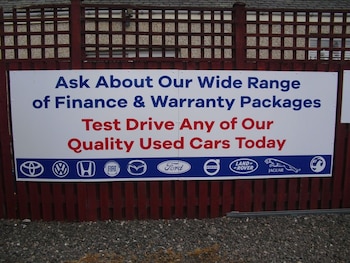 Ask About Our Wide Range
of Finance & Warranty Packages
Test Drive Any of Our
Quality Used Cars Today
Ford
LAND-ROVER
JAGUAR